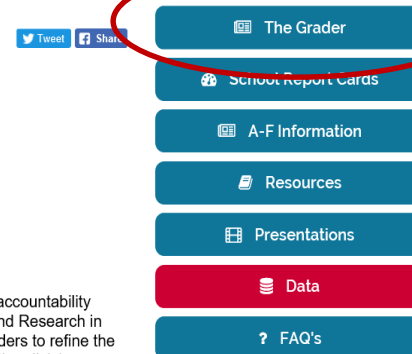 The Grader
Tweet Share
School Report Cards
A-F Information
Resources
Presentations
Data
accountability
nd Research in
ders to refine the
FAQ's